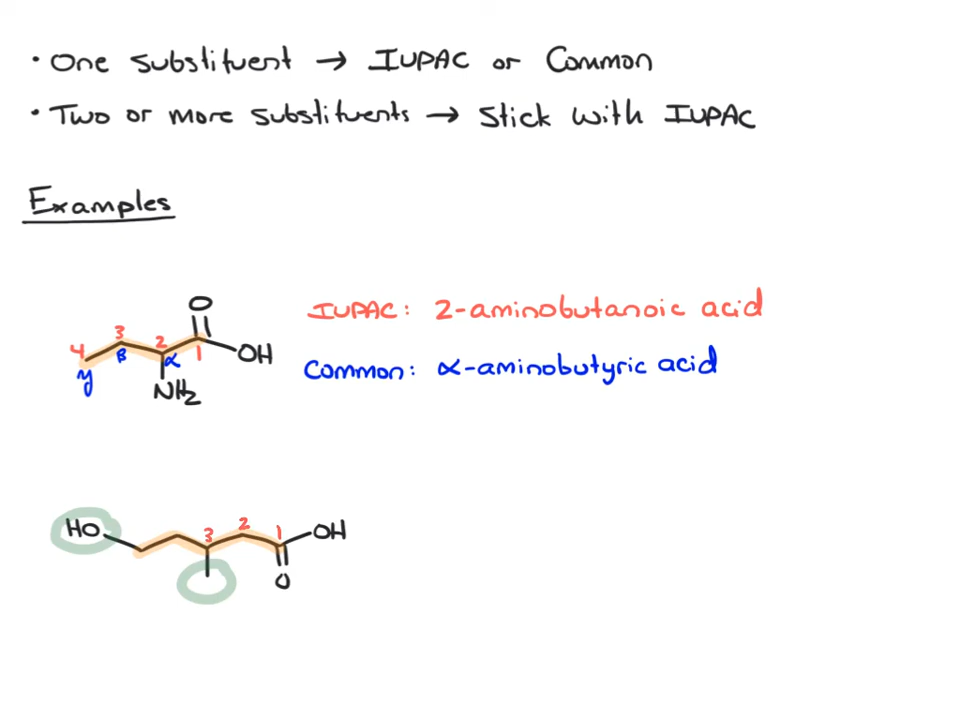 • One substituent → IUPAC or Common
• Two or more substituents → Stick with IUPAC
Examples
O
4 3 2 1
γ β α
OH
NH₂
IUPAC: 2-aminobutanoic acid
Common: α-aminobutyric acid
HO
3 2 1
OH
O